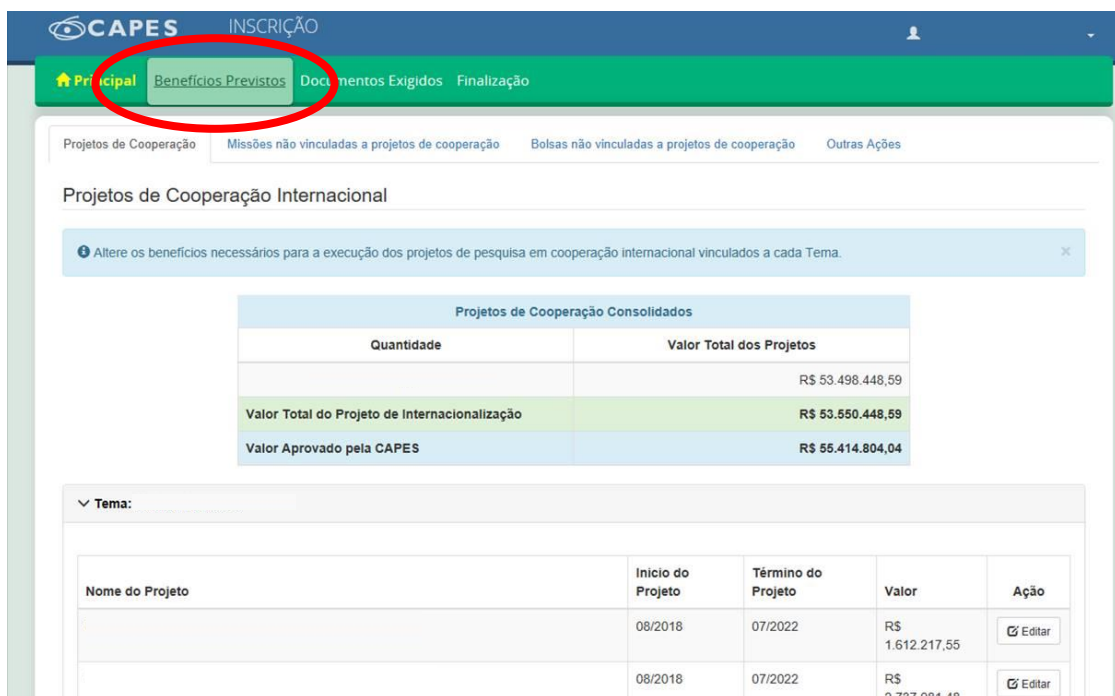 CAPES INSCRIÇÃO
Principal Benefícios Previstos Documentos Exigidos Finalização
Projetos de Cooperação Missões não vinculadas a projetos de cooperação Bolsas não vinculadas a projetos de cooperação Outras Ações
Projetos de Cooperação Internacional
Altere os benefícios necessários para a execução dos projetos de pesquisa em cooperação internacional vinculados a cada Tema. ×
Projetos de Cooperação Consolidados
Quantidade Valor Total dos Projetos
R$ 53.498.448,59
Valor Total do Projeto de Internacionalização R$ 53.550.448,59
Valor Aprovado pela CAPES R$ 55.414.804,04
Tema:
Nome do Projeto Inicio do Projeto Término do Projeto Valor Ação
08/2018 07/2022 R$ 1.612.217,55 Editar
08/2018 07/2022 R$ Editar